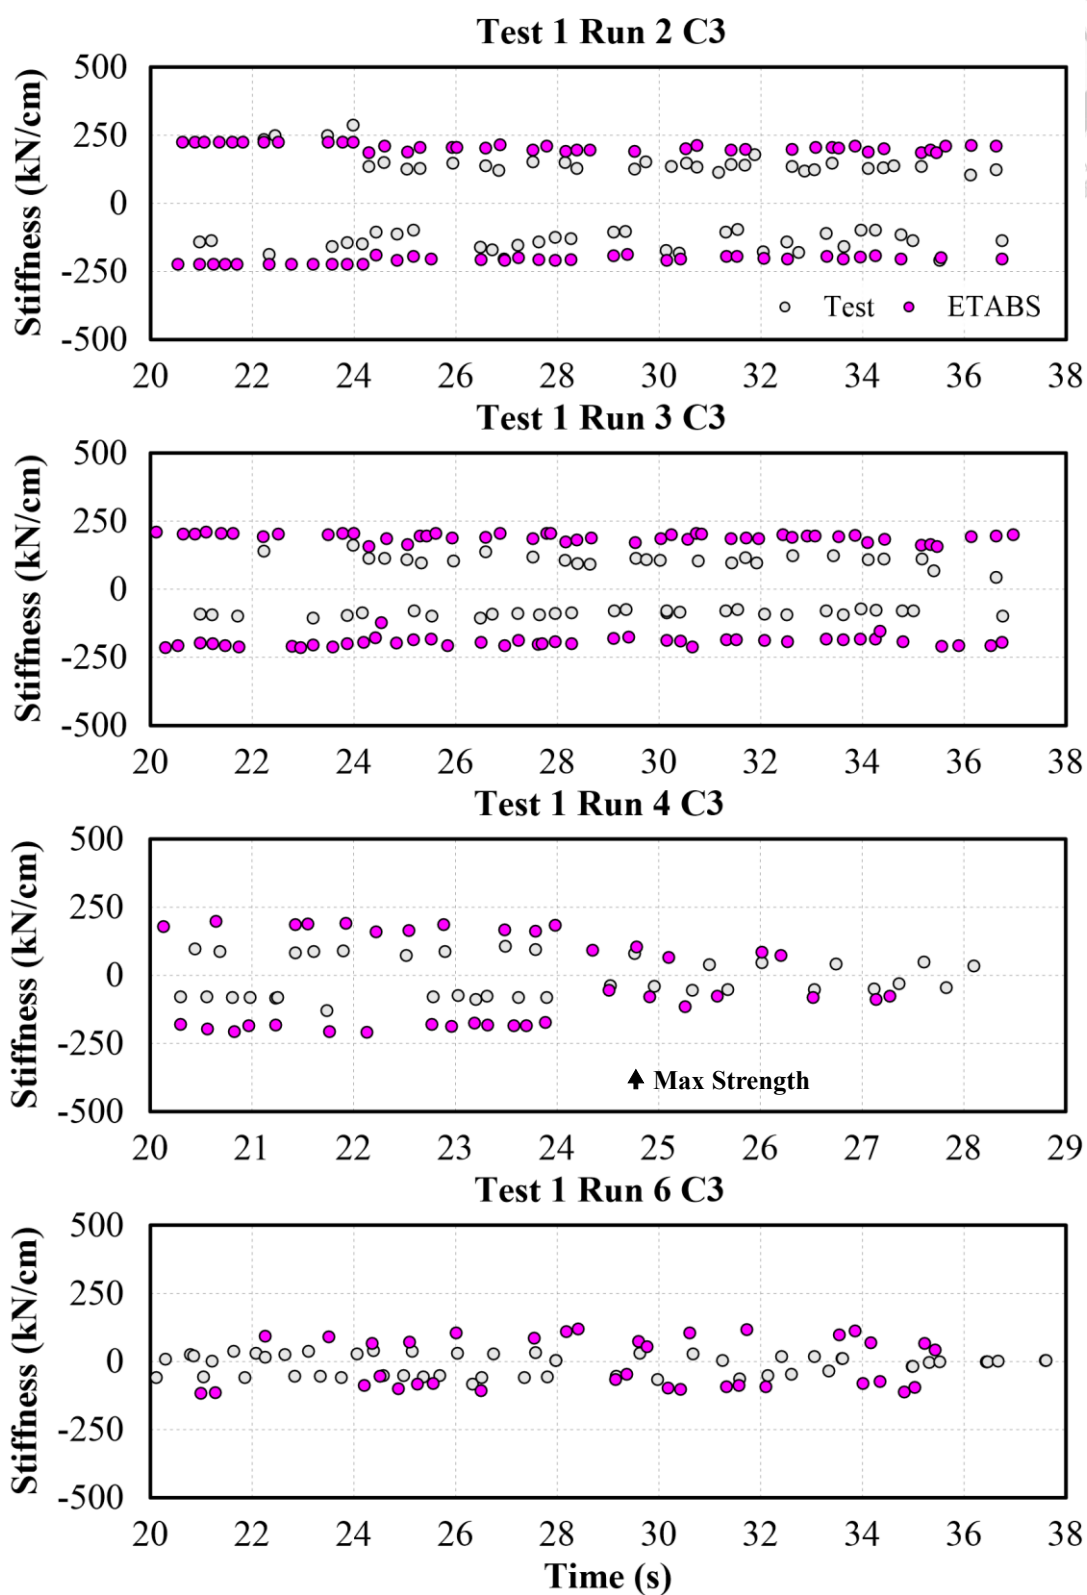 Test 1 Run 2 C3
Stiffness (kN/cm)
500
250
0
-250
-500
Test
ETABS
20 22 24 26 28 30 32 34 36 38
Test 1 Run 3 C3
Stiffness (kN/cm)
500
250
0
-250
-500
20 22 24 26 28 30 32 34 36 38
Test 1 Run 4 C3
Stiffness (kN/cm)
500
250
0
-250
Max Strength
-500
20 21 22 23 24 25 26 27 28 29
Test 1 Run 6 C3
Stiffness (kN/cm)
500
250
0
-250
-500
20 22 24 26 28 30 32 34 36 38
Time (s)